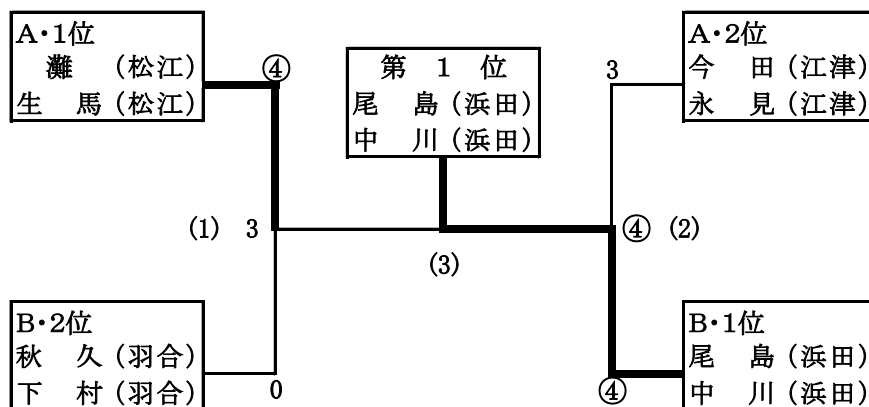 A・1位
灘 (松江)
生 馬 (松江)
④
第 1 位
尾 島 (浜田)
中 川 (浜田)
3
A・2位
今 田 (江津)
永 見 (江津)
(1) 3
(3)
④ (2)
B・2位
秋 久 (羽合)
下 村 (羽合)
0
④
B・1位
尾 島 (浜田)
中 川 (浜田)